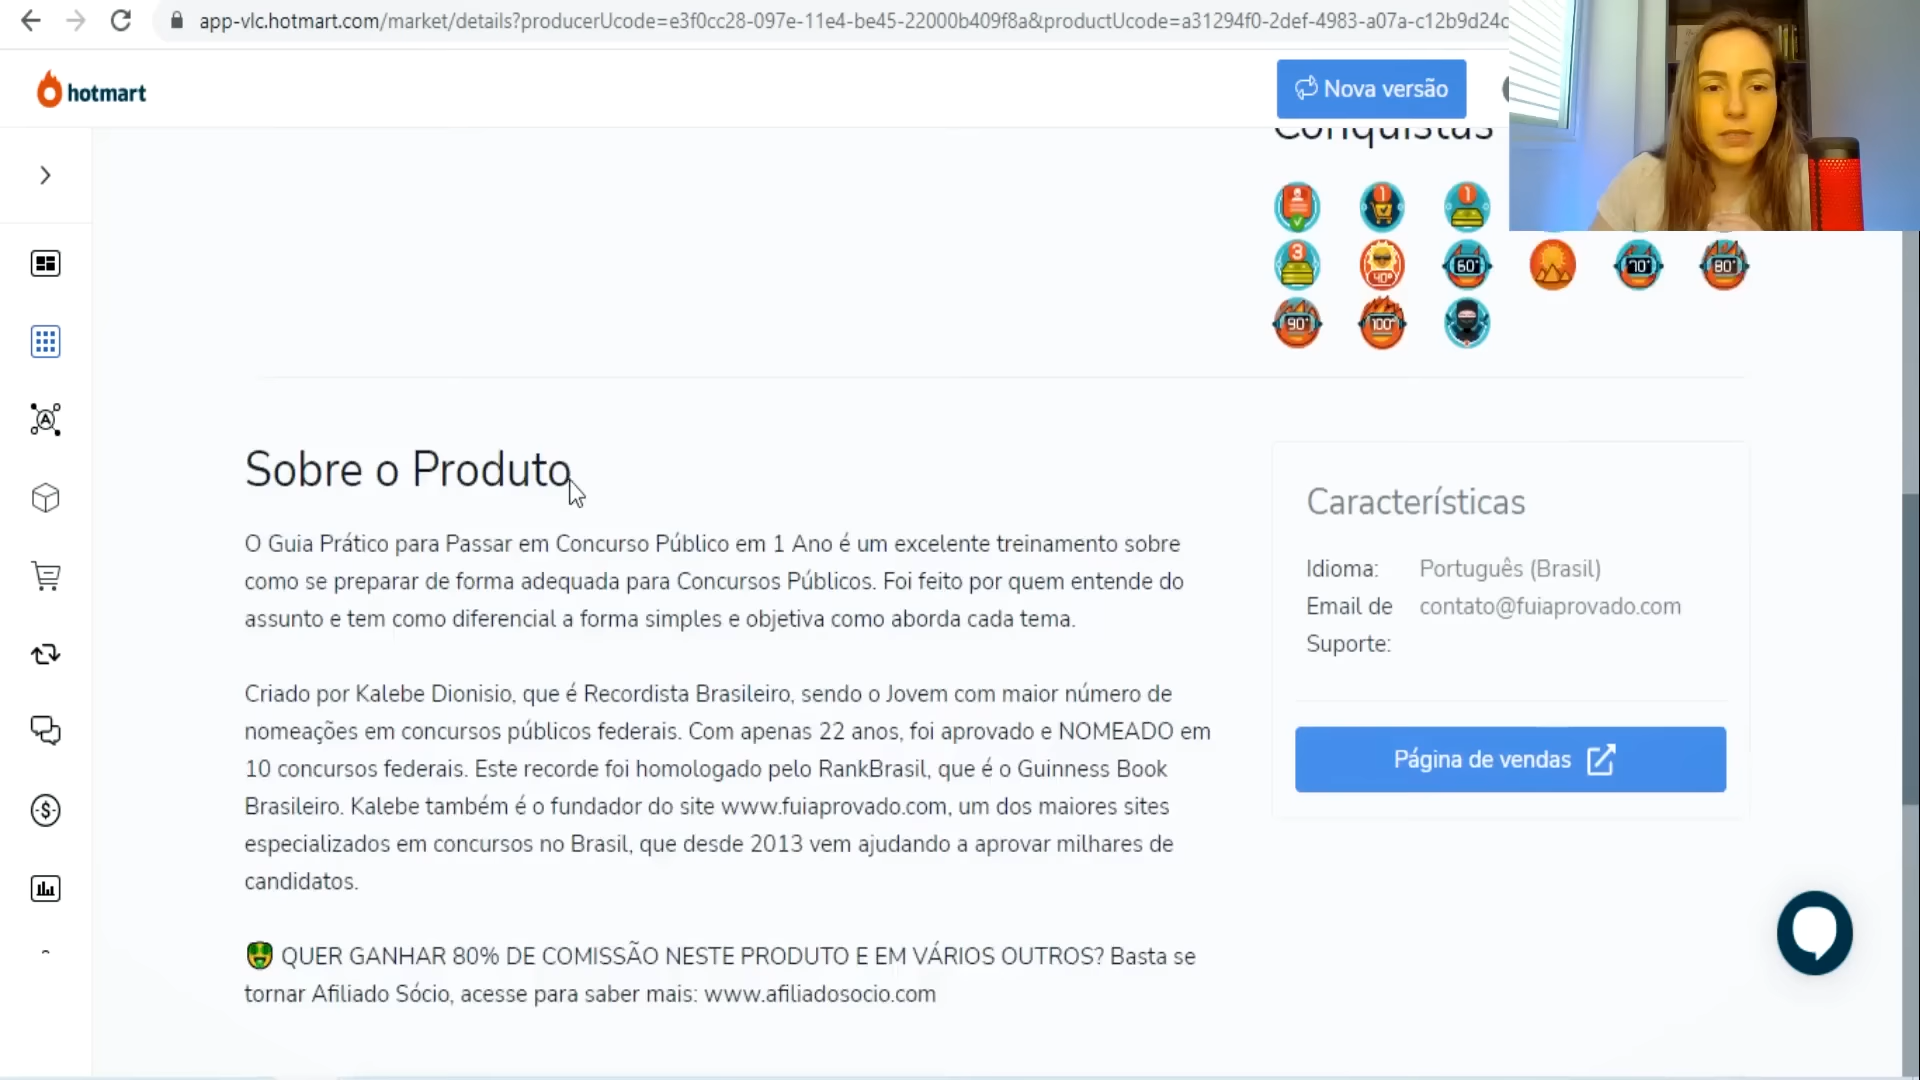 app-vlc.hotmart.com/market/details?producerUcode=e3f0cc28-097e-11e4-be45-22000b409f8a&productUcode=a31294f0-2def-4983-a07a-c12b9d24c
hotmart
Nova versão
Conquistas
1
1
3
40°
60°
70°
80°
90°
100°
Sobre o Produto
O Guia Prático para Passar em Concurso Público em 1 Ano é um excelente treinamento sobre
como se preparar de forma adequada para Concursos Públicos. Foi feito por quem entende do
assunto e tem como diferencial a forma simples e objetiva como aborda cada tema.
Criado por Kalebe Dionisio, que é Recordista Brasileiro, sendo o Jovem com maior número de
nomeações em concursos públicos federais. Com apenas 22 anos, foi aprovado e NOMEADO em
10 concursos federais. Este recorde foi homologado pelo RankBrasil, que é o Guinness Book
Brasileiro. Kalebe também é o fundador do site www.fuiaprovado.com, um dos maiores sites
especializados em concursos no Brasil, que desde 2013 vem ajudando a aprovar milhares de
candidatos.
QUER GANHAR 80% DE COMISSÃO NESTE PRODUTO E EM VÁRIOS OUTROS? Basta se
tornar Afiliado Sócio, acesse para saber mais: www.afiliadosocio.com
Características
Idioma: Português (Brasil)
Email de contato@fuiaprovado.com
Suporte:
Página de vendas